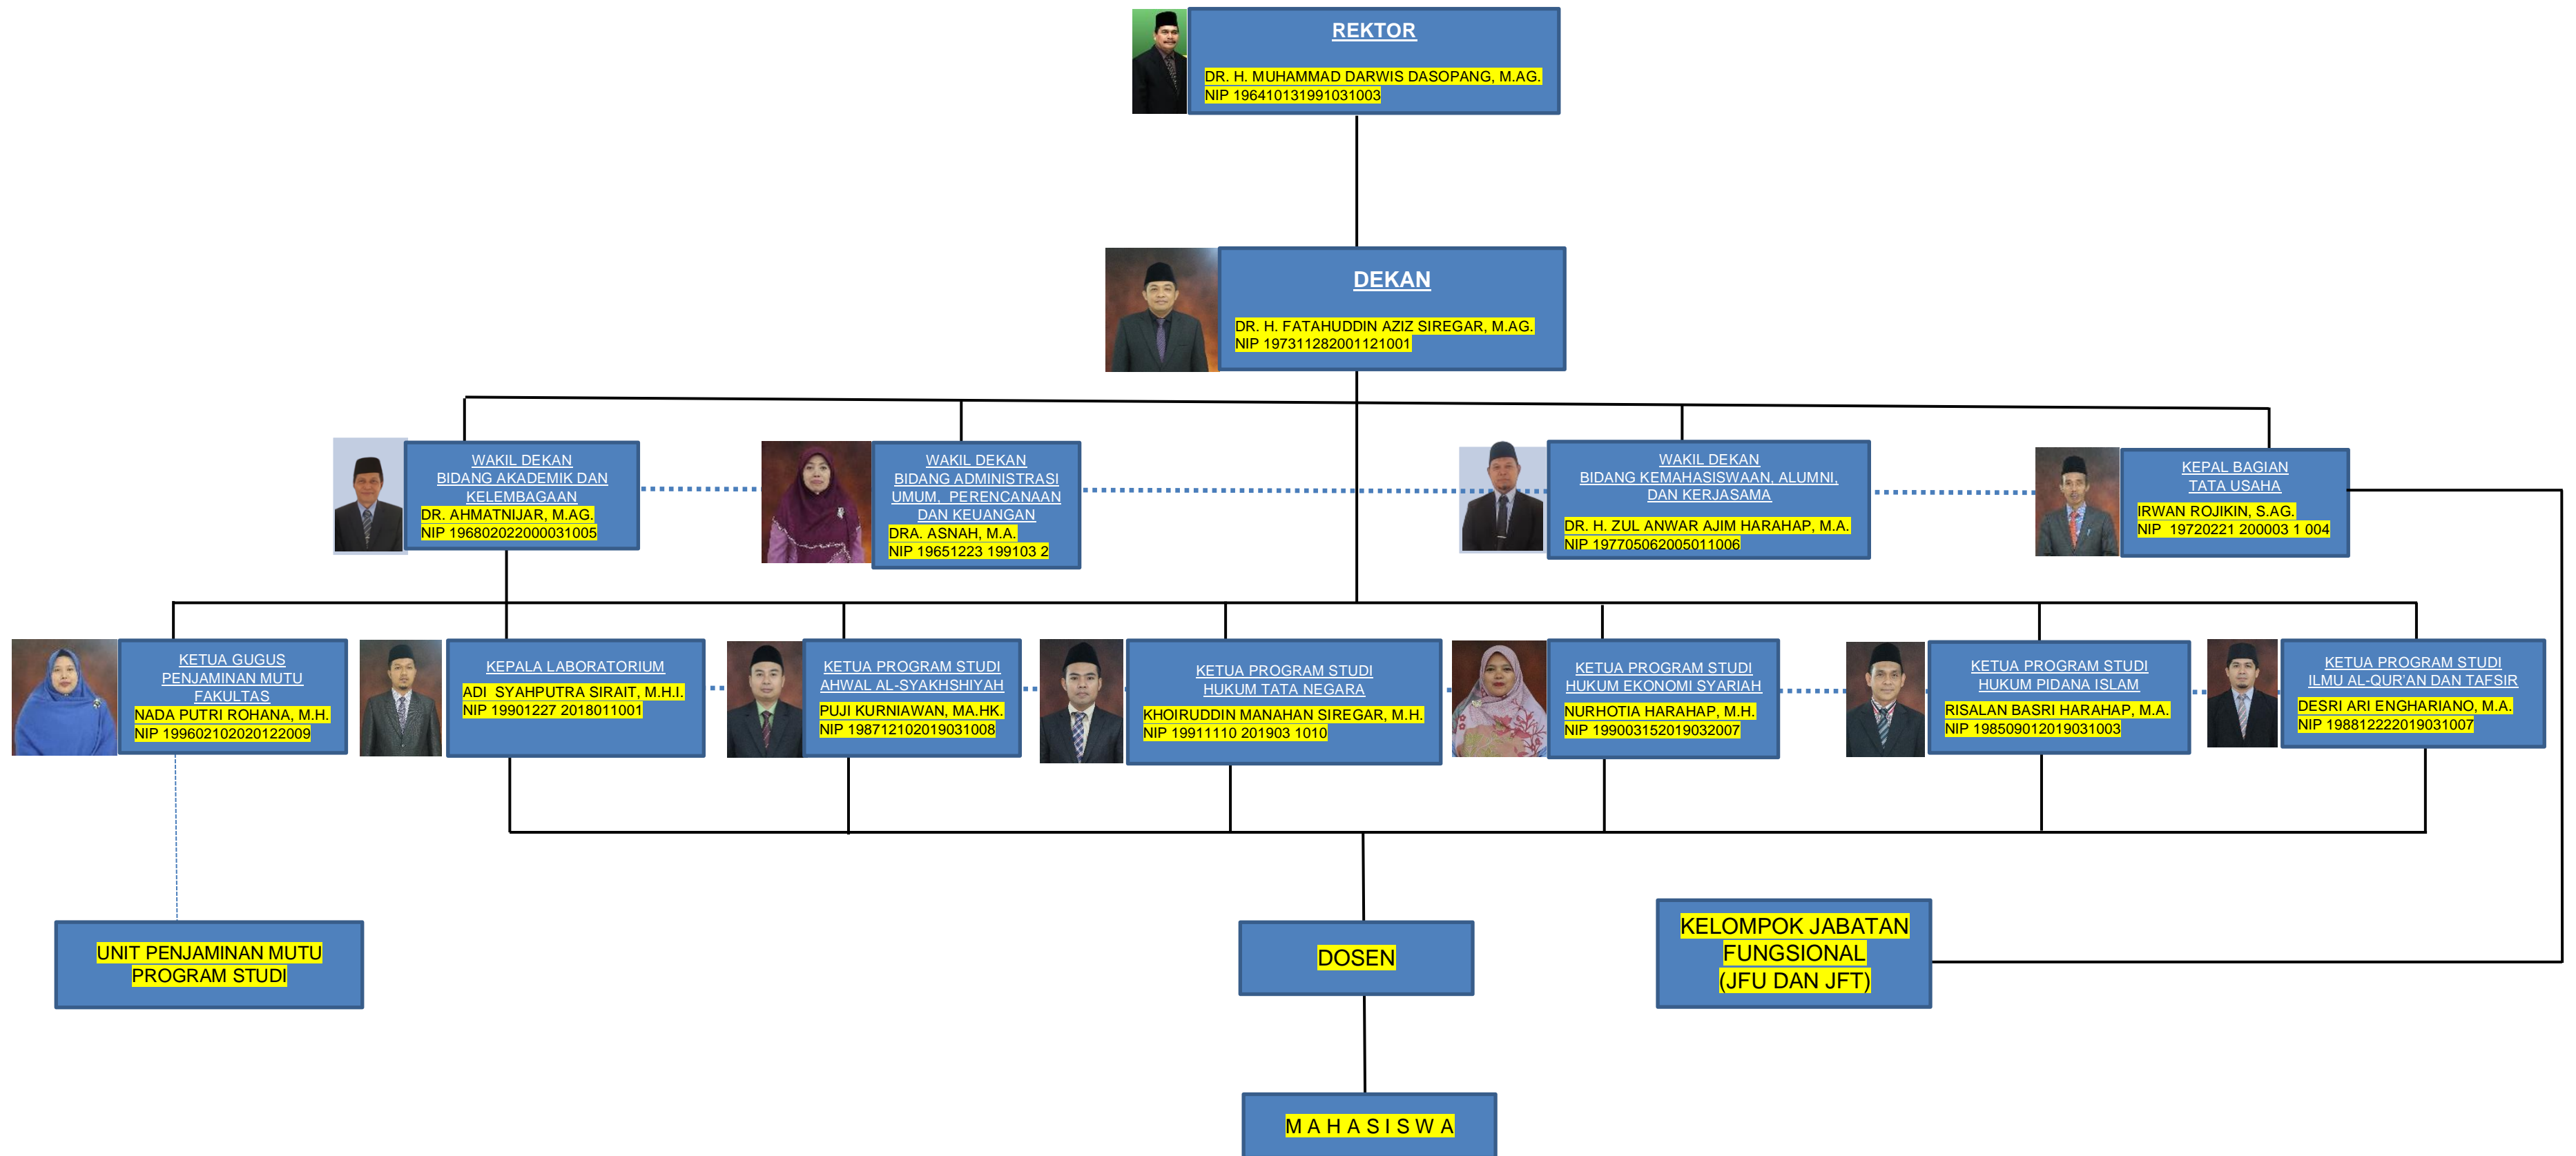 REKTOR
DR. H. MUHAMMAD DARWIS DASOPANG, M.AG.
NIP 196410131991031003
DEKAN
DR. H. FATAHUDDIN AZIZ SIREGAR, M.AG.
NIP 197311282001121001
WAKIL DEKAN
BIDANG AKADEMIK DAN
KELEMBAGAAN
DR. AHMATNIJAR, M.AG.
NIP 196802022000031005
WAKIL DEKAN
BIDANG ADMINISTRASI
UMUM, PERENCANAAN
DAN KEUANGAN
DRA. ASNAH, M.A.
NIP 19651223 199103 2
WAKIL DEKAN
BIDANG KEMAHASISWAAN, ALUMNI,
DAN KERJASAMA
DR. H. ZUL ANWAR AJIM HARAHAP, M.A.
NIP 197705062005011006
KEPAL BAGIAN
TATA USAHA
IRWAN ROJIKIN, S.AG.
NIP 19720221 200003 1 004
KETUA GUGUS
PENJAMINAN MUTU
FAKULTAS
NADA PUTRI ROHANA, M.H.
NIP 199602102020122009
KEPALA LABORATORIUM
ADI SYAHPUTRA SIRAIT, M.H.I.
NIP 19901227 2018011001
KETUA PROGRAM STUDI
AHWAL AL-SYAKHSHIYAH
PUJI KURNIAWAN, MA.HK.
NIP 198712102019031008
KETUA PROGRAM STUDI
HUKUM TATA NEGARA
KHOIRUDDIN MANAHAN SIREGAR, M.H.
NIP 19911110 201903 1010
KETUA PROGRAM STUDI
HUKUM EKONOMI SYARIAH
NURHOTIA HARAHAP, M.H.
NIP 199003152019032007
KETUA PROGRAM STUDI
HUKUM PIDANA ISLAM
RISALAN BASRI HARAHAP, M.A.
NIP 198509012019031003
KETUA PROGRAM STUDI
ILMU AL-QUR'AN DAN TAFSIR
DESRI ARI ENGHARIANO, M.A.
NIP 198812222019031007
UNIT PENJAMINAN MUTU
PROGRAM STUDI
DOSEN
KELOMPOK JABATAN
FUNGSIONAL
(JFU DAN JFT)
M A H A S I S W A